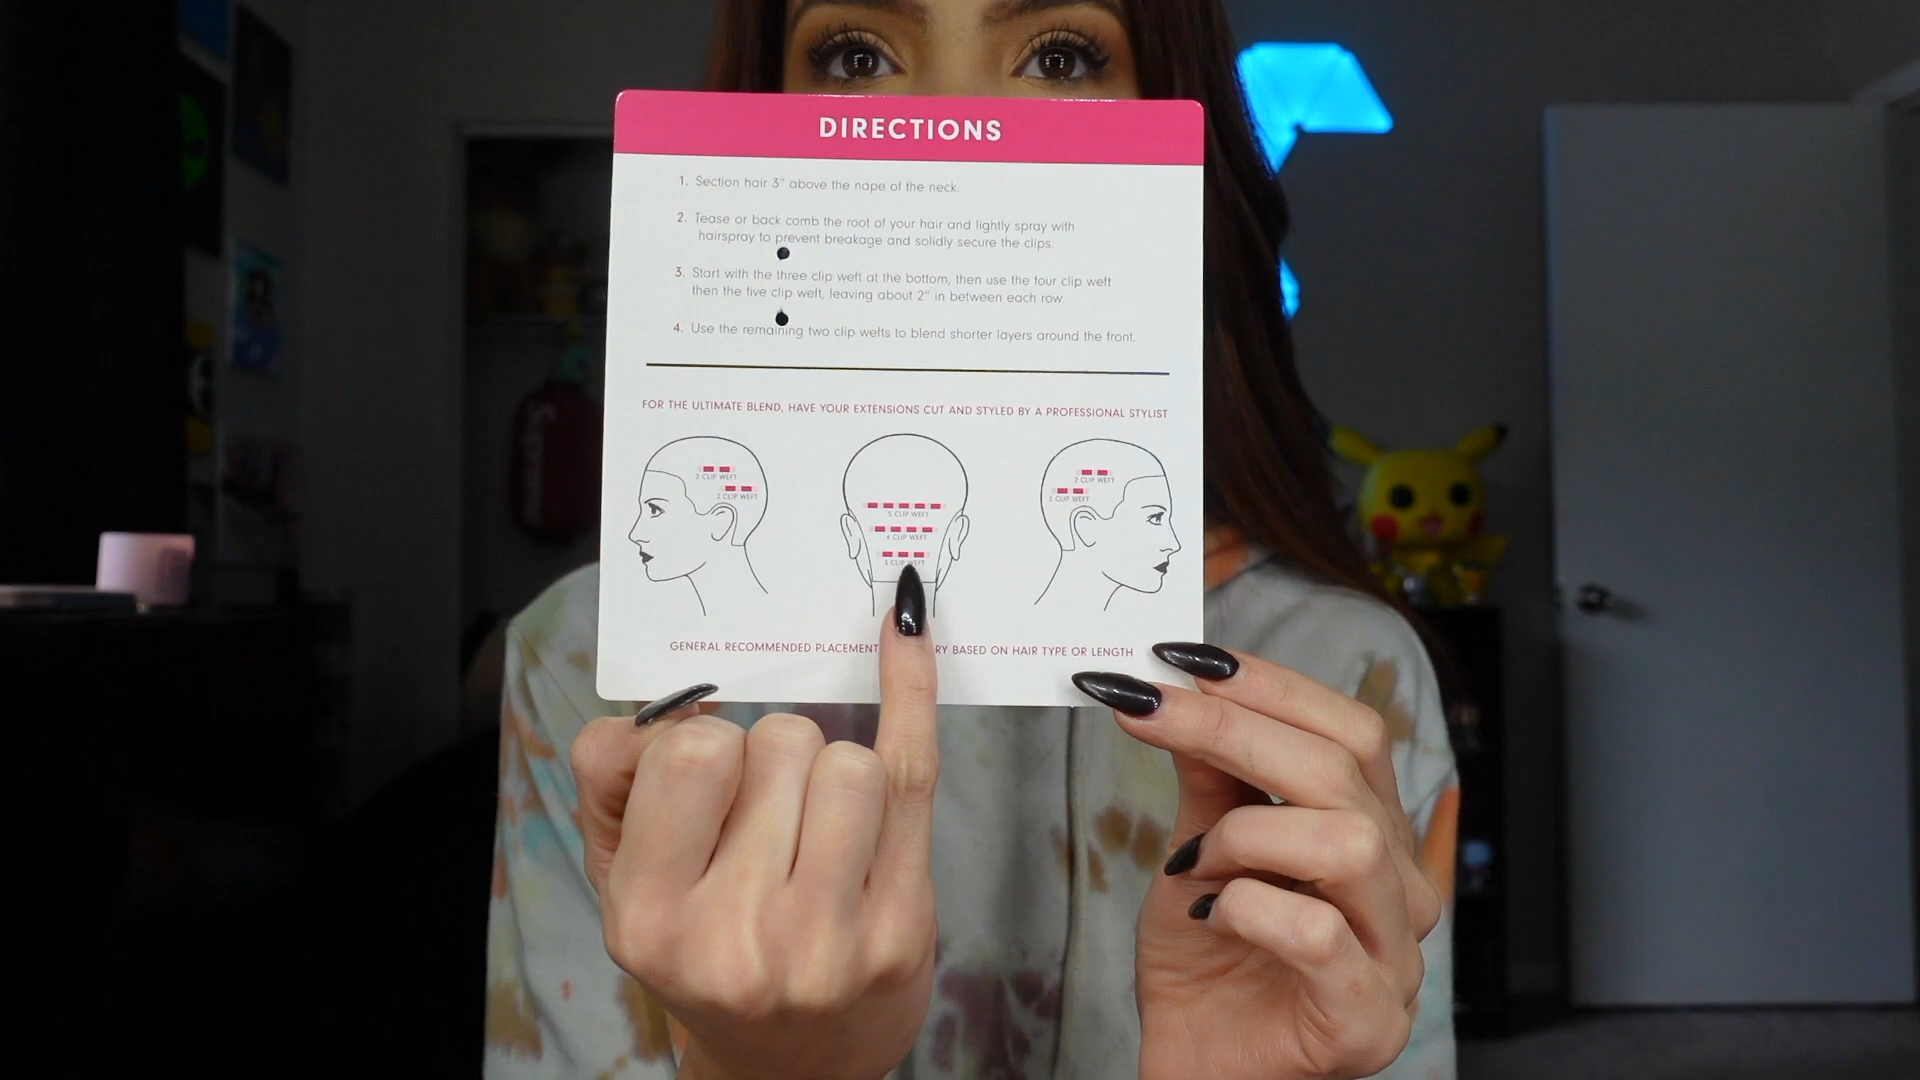 DIRECTIONS
1. Section hair 3" above the nape of the neck.
2. Tease or back comb the root of your hair and lightly spray with
hairspray to prevent breakage and solidly secure the clips.
3. Start with the three clip weft at the bottom, then use the four clip weft
then the five clip weft, leaving about 2" in between each row.
4. Use the remaining two clip wefts to blend shorter layers around the front.
FOR THE ULTIMATE BLEND, HAVE YOUR EXTENSIONS CUT AND STYLED BY A PROFESSIONAL STYLIST
2 CLIP WEFT
2 CLIP WEFT
5 CLIP WEFT
4 CLIP WEFT
3 CLIP WEFT
2 CLIP WEFT
2 CLIP WEFT
GENERAL RECOMMENDED PLACEMENT RY BASED ON HAIR TYPE OR LENGTH
Supreme